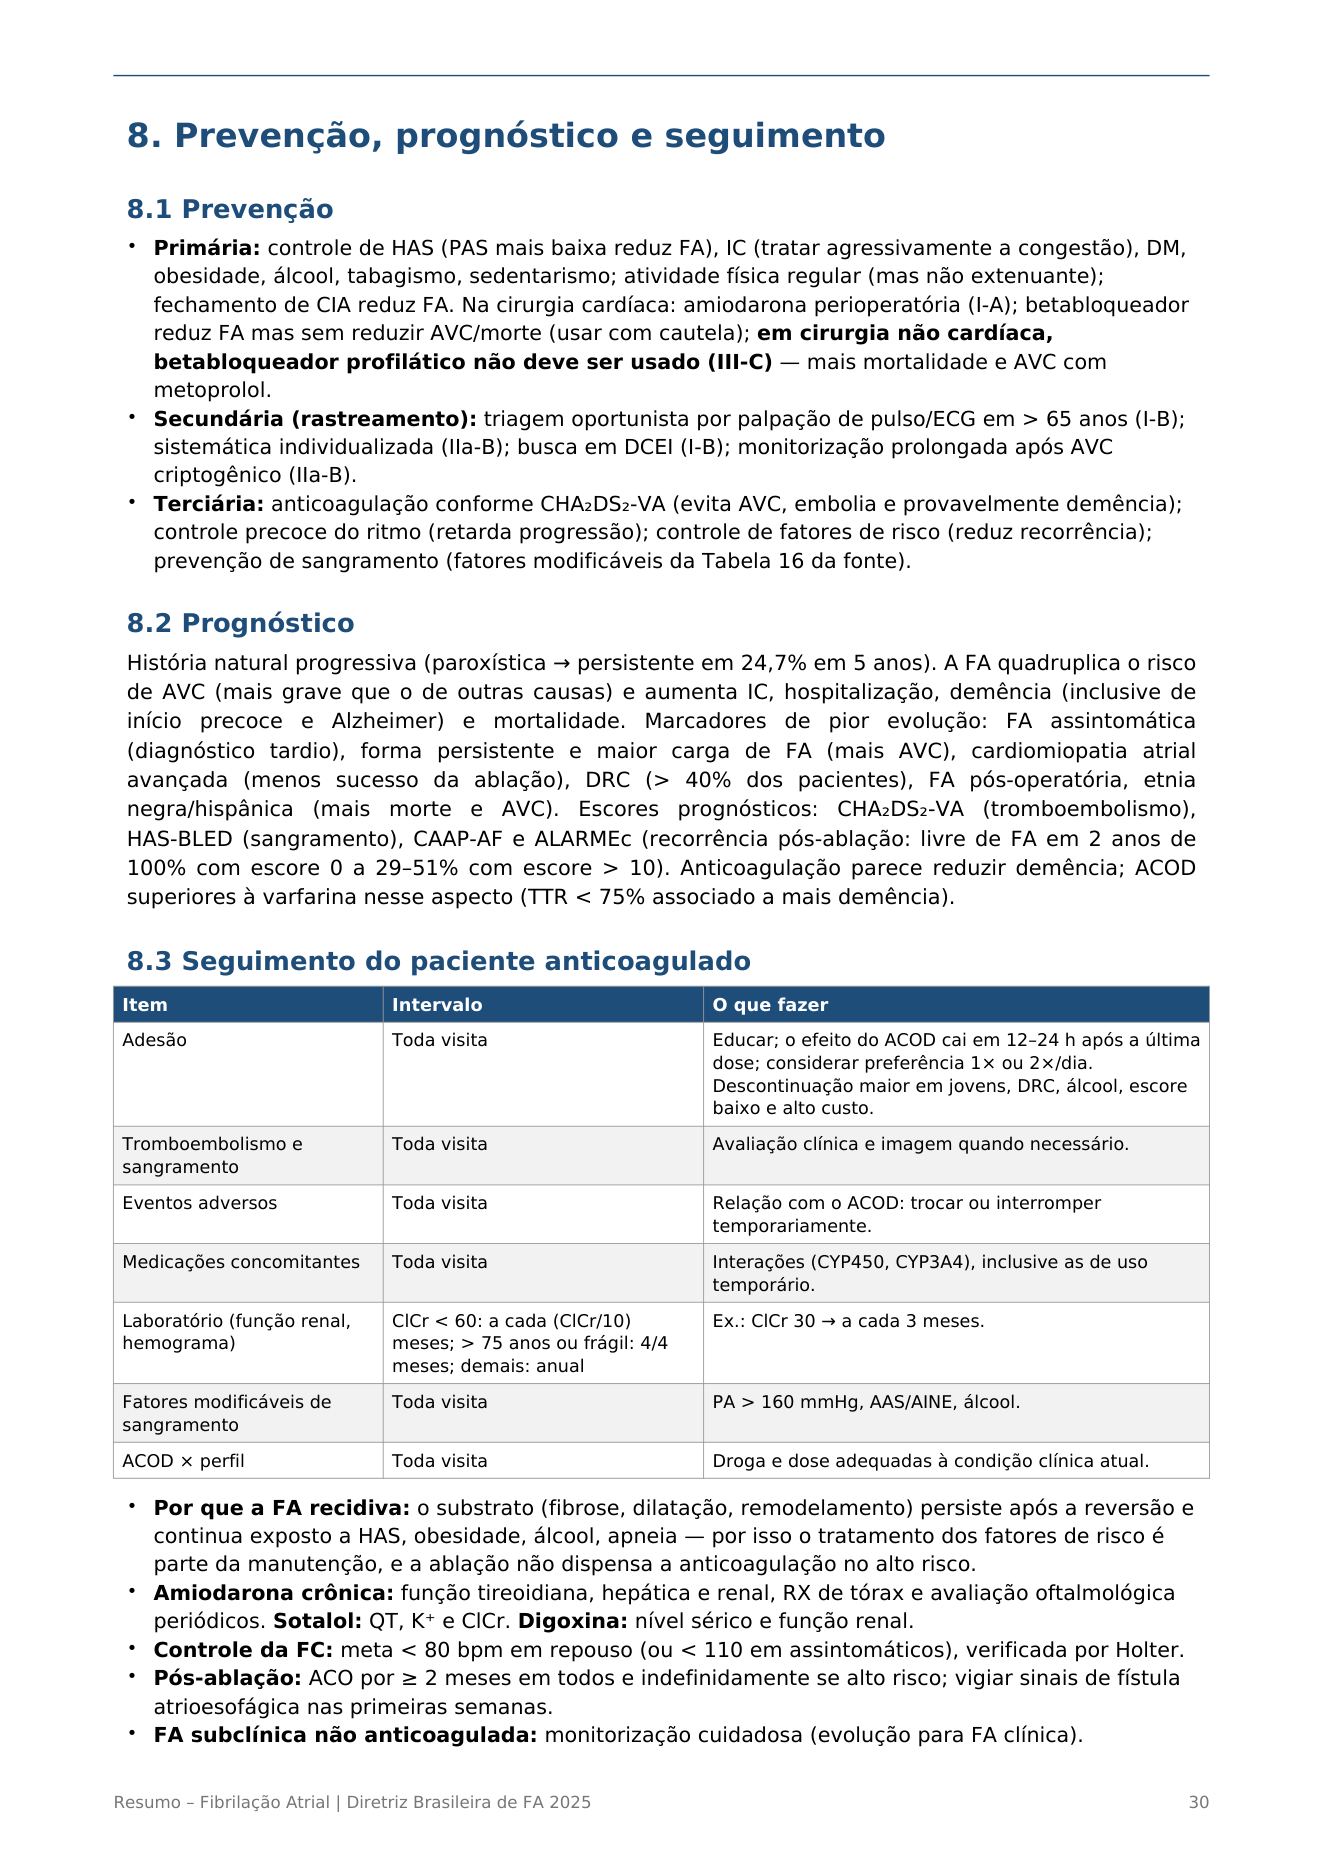 8. Prevenção, prognóstico e seguimento
8.1 Prevenção
• Primária: controle de HAS (PAS mais baixa reduz FA), IC (tratar agressivamente a congestão), DM,
obesidade, álcool, tabagismo, sedentarismo; atividade física regular (mas não extenuante);
fechamento de CIA reduz FA. Na cirurgia cardíaca: amiodarona perioperatória (I-A); betabloqueador
reduz FA mas sem reduzir AVC/morte (usar com cautela); em cirurgia não cardíaca,
betabloqueador profilático não deve ser usado (III-C) — mais mortalidade e AVC com
metoprolol.
• Secundária (rastreamento): triagem oportunista por palpação de pulso/ECG em > 65 anos (I-B);
sistemática individualizada (IIa-B); busca em DCEI (I-B); monitorização prolongada após AVC
criptogênico (IIa-B).
• Terciária: anticoagulação conforme CHA₂DS₂-VA (evita AVC, embolia e provavelmente demência);
controle precoce do ritmo (retarda progressão); controle de fatores de risco (reduz recorrência);
prevenção de sangramento (fatores modificáveis da Tabela 16 da fonte).
8.2 Prognóstico
História natural progressiva (paroxística → persistente em 24,7% em 5 anos). A FA quadruplica o risco
de AVC (mais grave que o de outras causas) e aumenta IC, hospitalização, demência (inclusive de
início precoce e Alzheimer) e mortalidade. Marcadores de pior evolução: FA assintomática
(diagnóstico tardio), forma persistente e maior carga de FA (mais AVC), cardiomiopatia atrial
avançada (menos sucesso da ablação), DRC (> 40% dos pacientes), FA pós-operatória, etnia
negra/hispânica (mais morte e AVC). Escores prognósticos: CHA₂DS₂-VA (tromboembolismo),
HAS-BLED (sangramento), CAAP-AF e ALARMEc (recorrência pós-ablação: livre de FA em 2 anos de
100% com escore 0 a 29–51% com escore > 10). Anticoagulação parece reduzir demência; ACOD
superiores à varfarina nesse aspecto (TTR < 75% associado a mais demência).
8.3 Seguimento do paciente anticoagulado
Item Intervalo O que fazer
Adesão Toda visita Educar; o efeito do ACOD cai em 12–24 h após a última
dose; considerar preferência 1× ou 2×/dia.
Descontinuação maior em jovens, DRC, álcool, escore
baixo e alto custo.
Tromboembolismo e Toda visita Avaliação clínica e imagem quando necessário.
sangramento
Eventos adversos Toda visita Relação com o ACOD: trocar ou interromper
temporariamente.
Medicações concomitantes Toda visita Interações (CYP450, CYP3A4), inclusive as de uso
temporário.
Laboratório (função renal, ClCr < 60: a cada (ClCr/10) Ex.: ClCr 30 → a cada 3 meses.
hemograma) meses; > 75 anos ou frágil: 4/4
meses; demais: anual
Fatores modificáveis de Toda visita PA > 160 mmHg, AAS/AINE, álcool.
sangramento
ACOD × perfil Toda visita Droga e dose adequadas à condição clínica atual.
• Por que a FA recidiva: o substrato (fibrose, dilatação, remodelamento) persiste após a reversão e
continua exposto a HAS, obesidade, álcool, apneia — por isso o tratamento dos fatores de risco é
parte da manutenção, e a ablação não dispensa a anticoagulação no alto risco.
• Amiodarona crônica: função tireoidiana, hepática e renal, RX de tórax e avaliação oftalmológica
periódicos. Sotalol: QT, K⁺ e ClCr. Digoxina: nível sérico e função renal.
• Controle da FC: meta < 80 bpm em repouso (ou < 110 em assintomáticos), verificada por Holter.
• Pós-ablação: ACO por ≥ 2 meses em todos e indefinidamente se alto risco; vigiar sinais de fístula
atrioesofágica nas primeiras semanas.
• FA subclínica não anticoagulada: monitorização cuidadosa (evolução para FA clínica).
Resumo – Fibrilação Atrial | Diretriz Brasileira de FA 2025 30